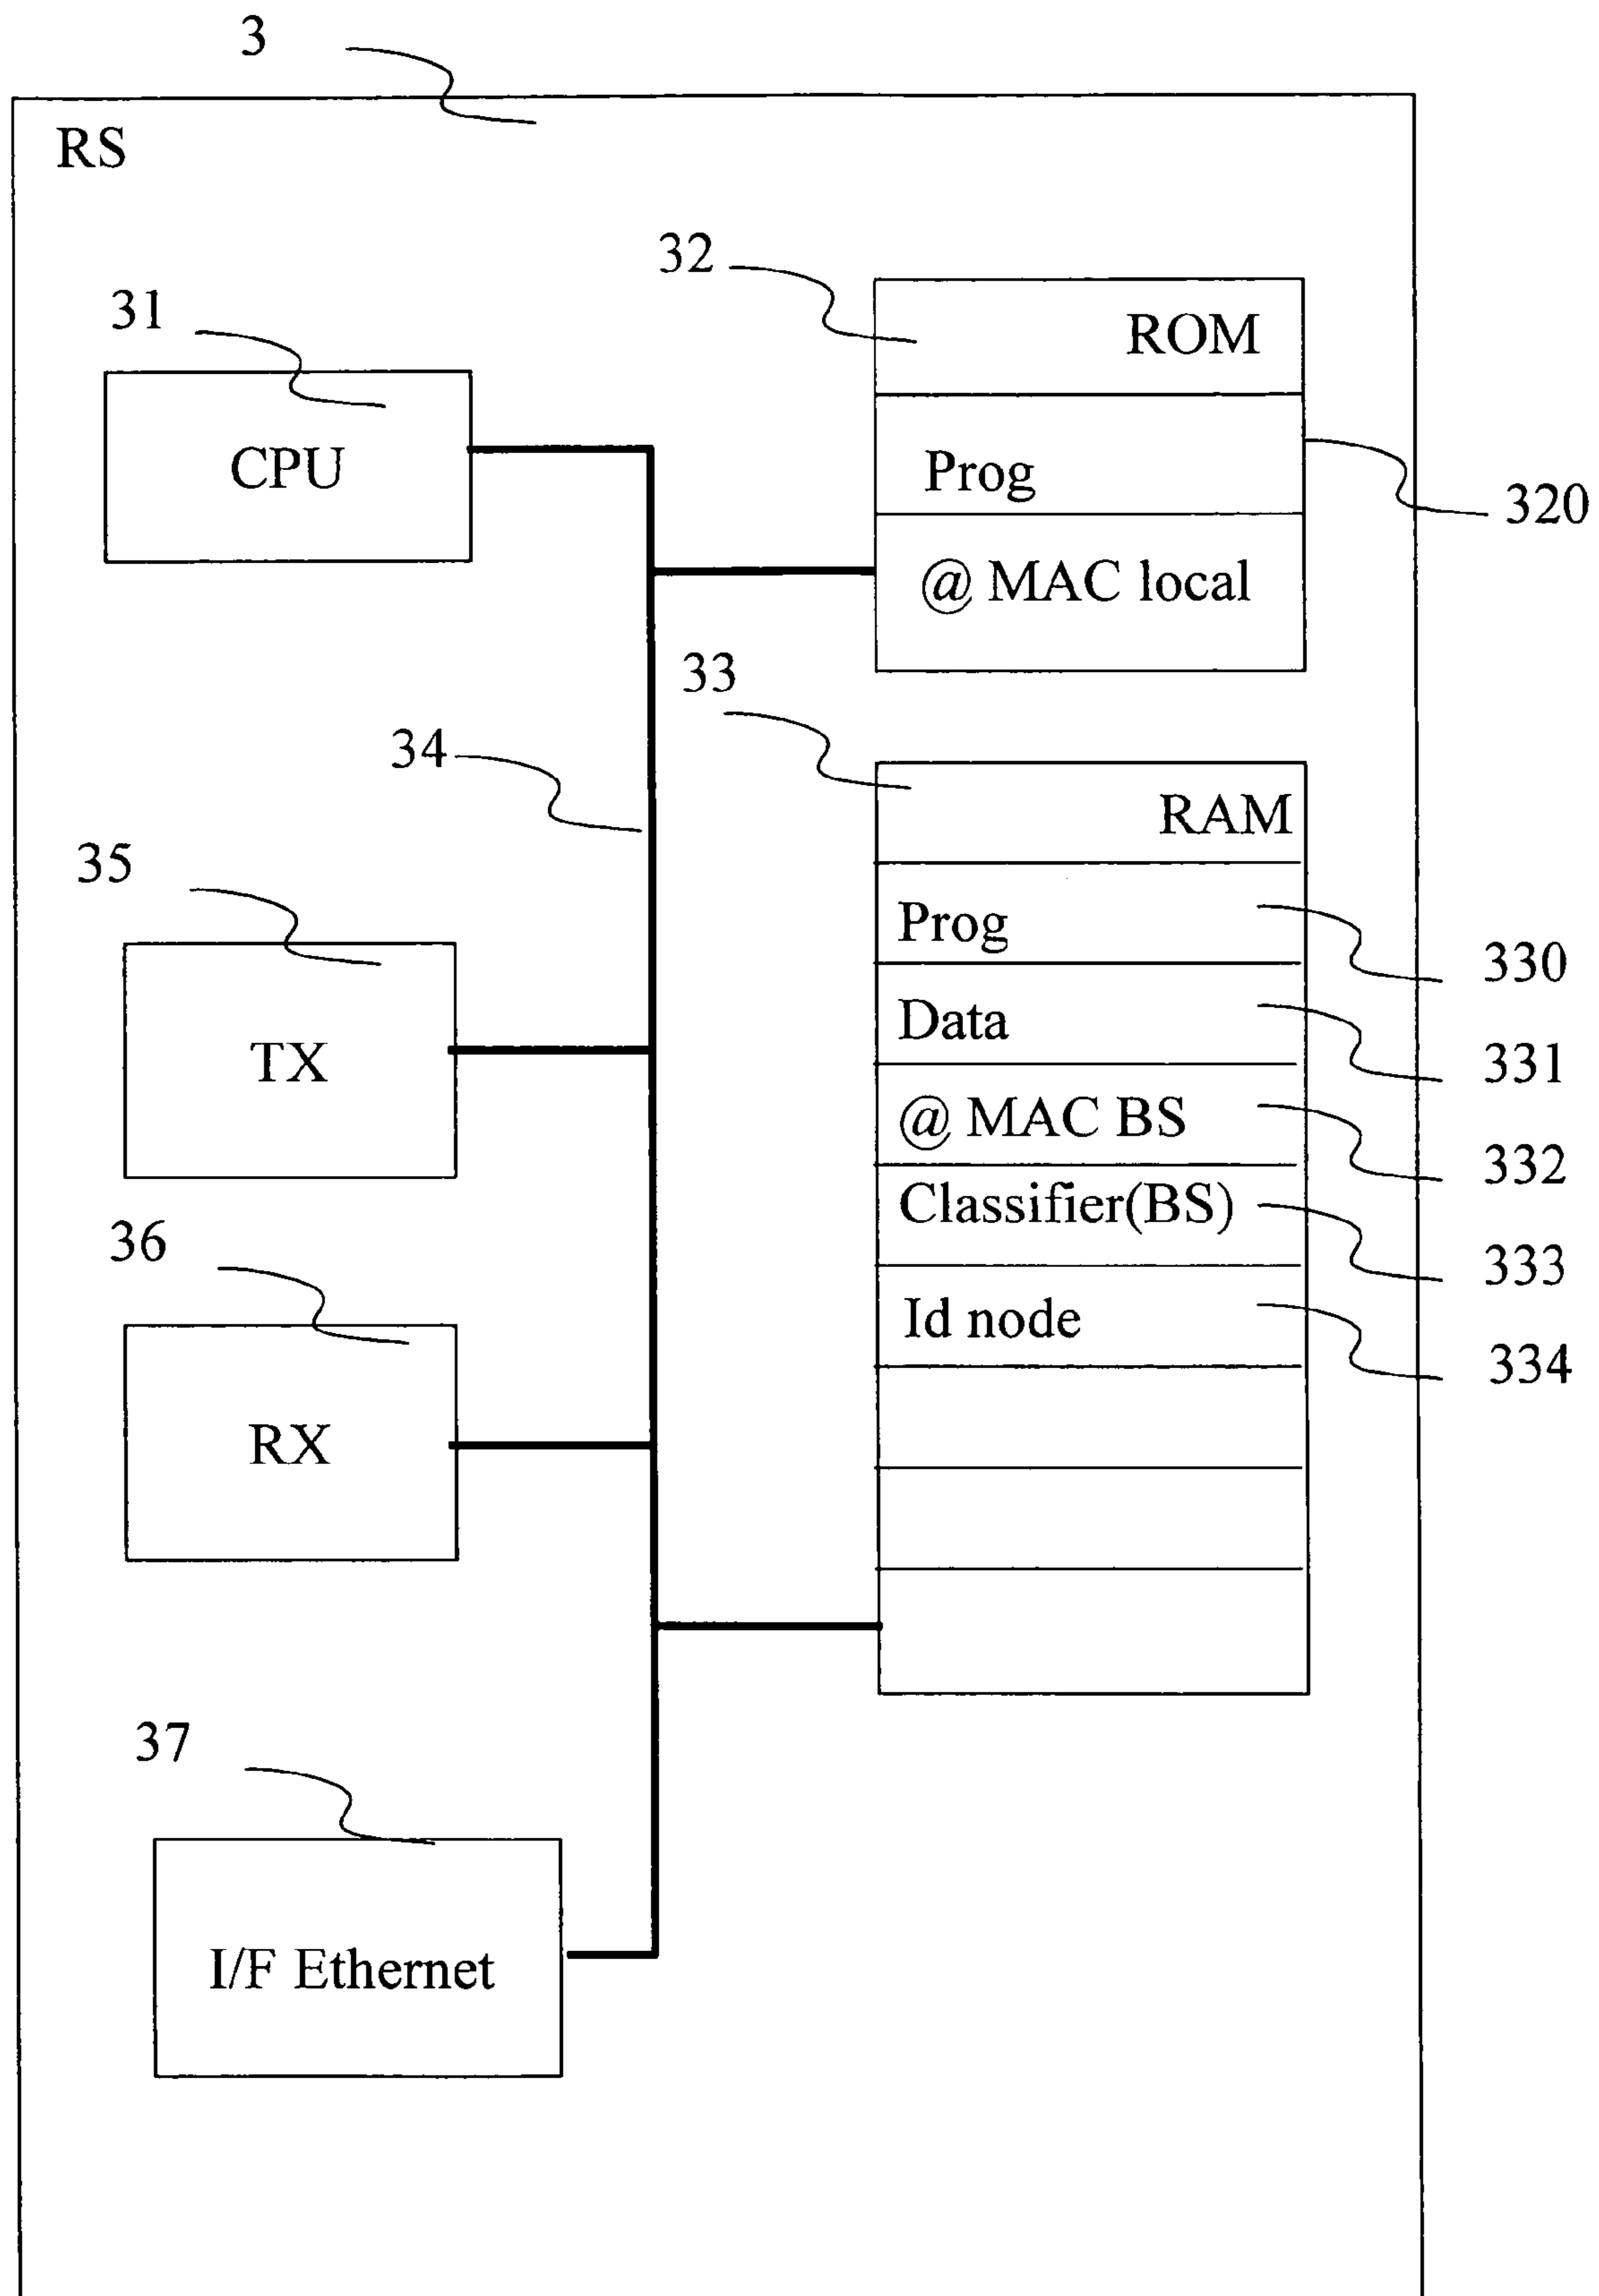 3
RS
32
ROM
31
CPU
Prog
320
@ MAC local
33
34
RAM
35
Prog
330
Data
331
TX
@ MAC BS
332
Classifier(BS)
36
333
Id node
334
RX
37
I/F Ethernet